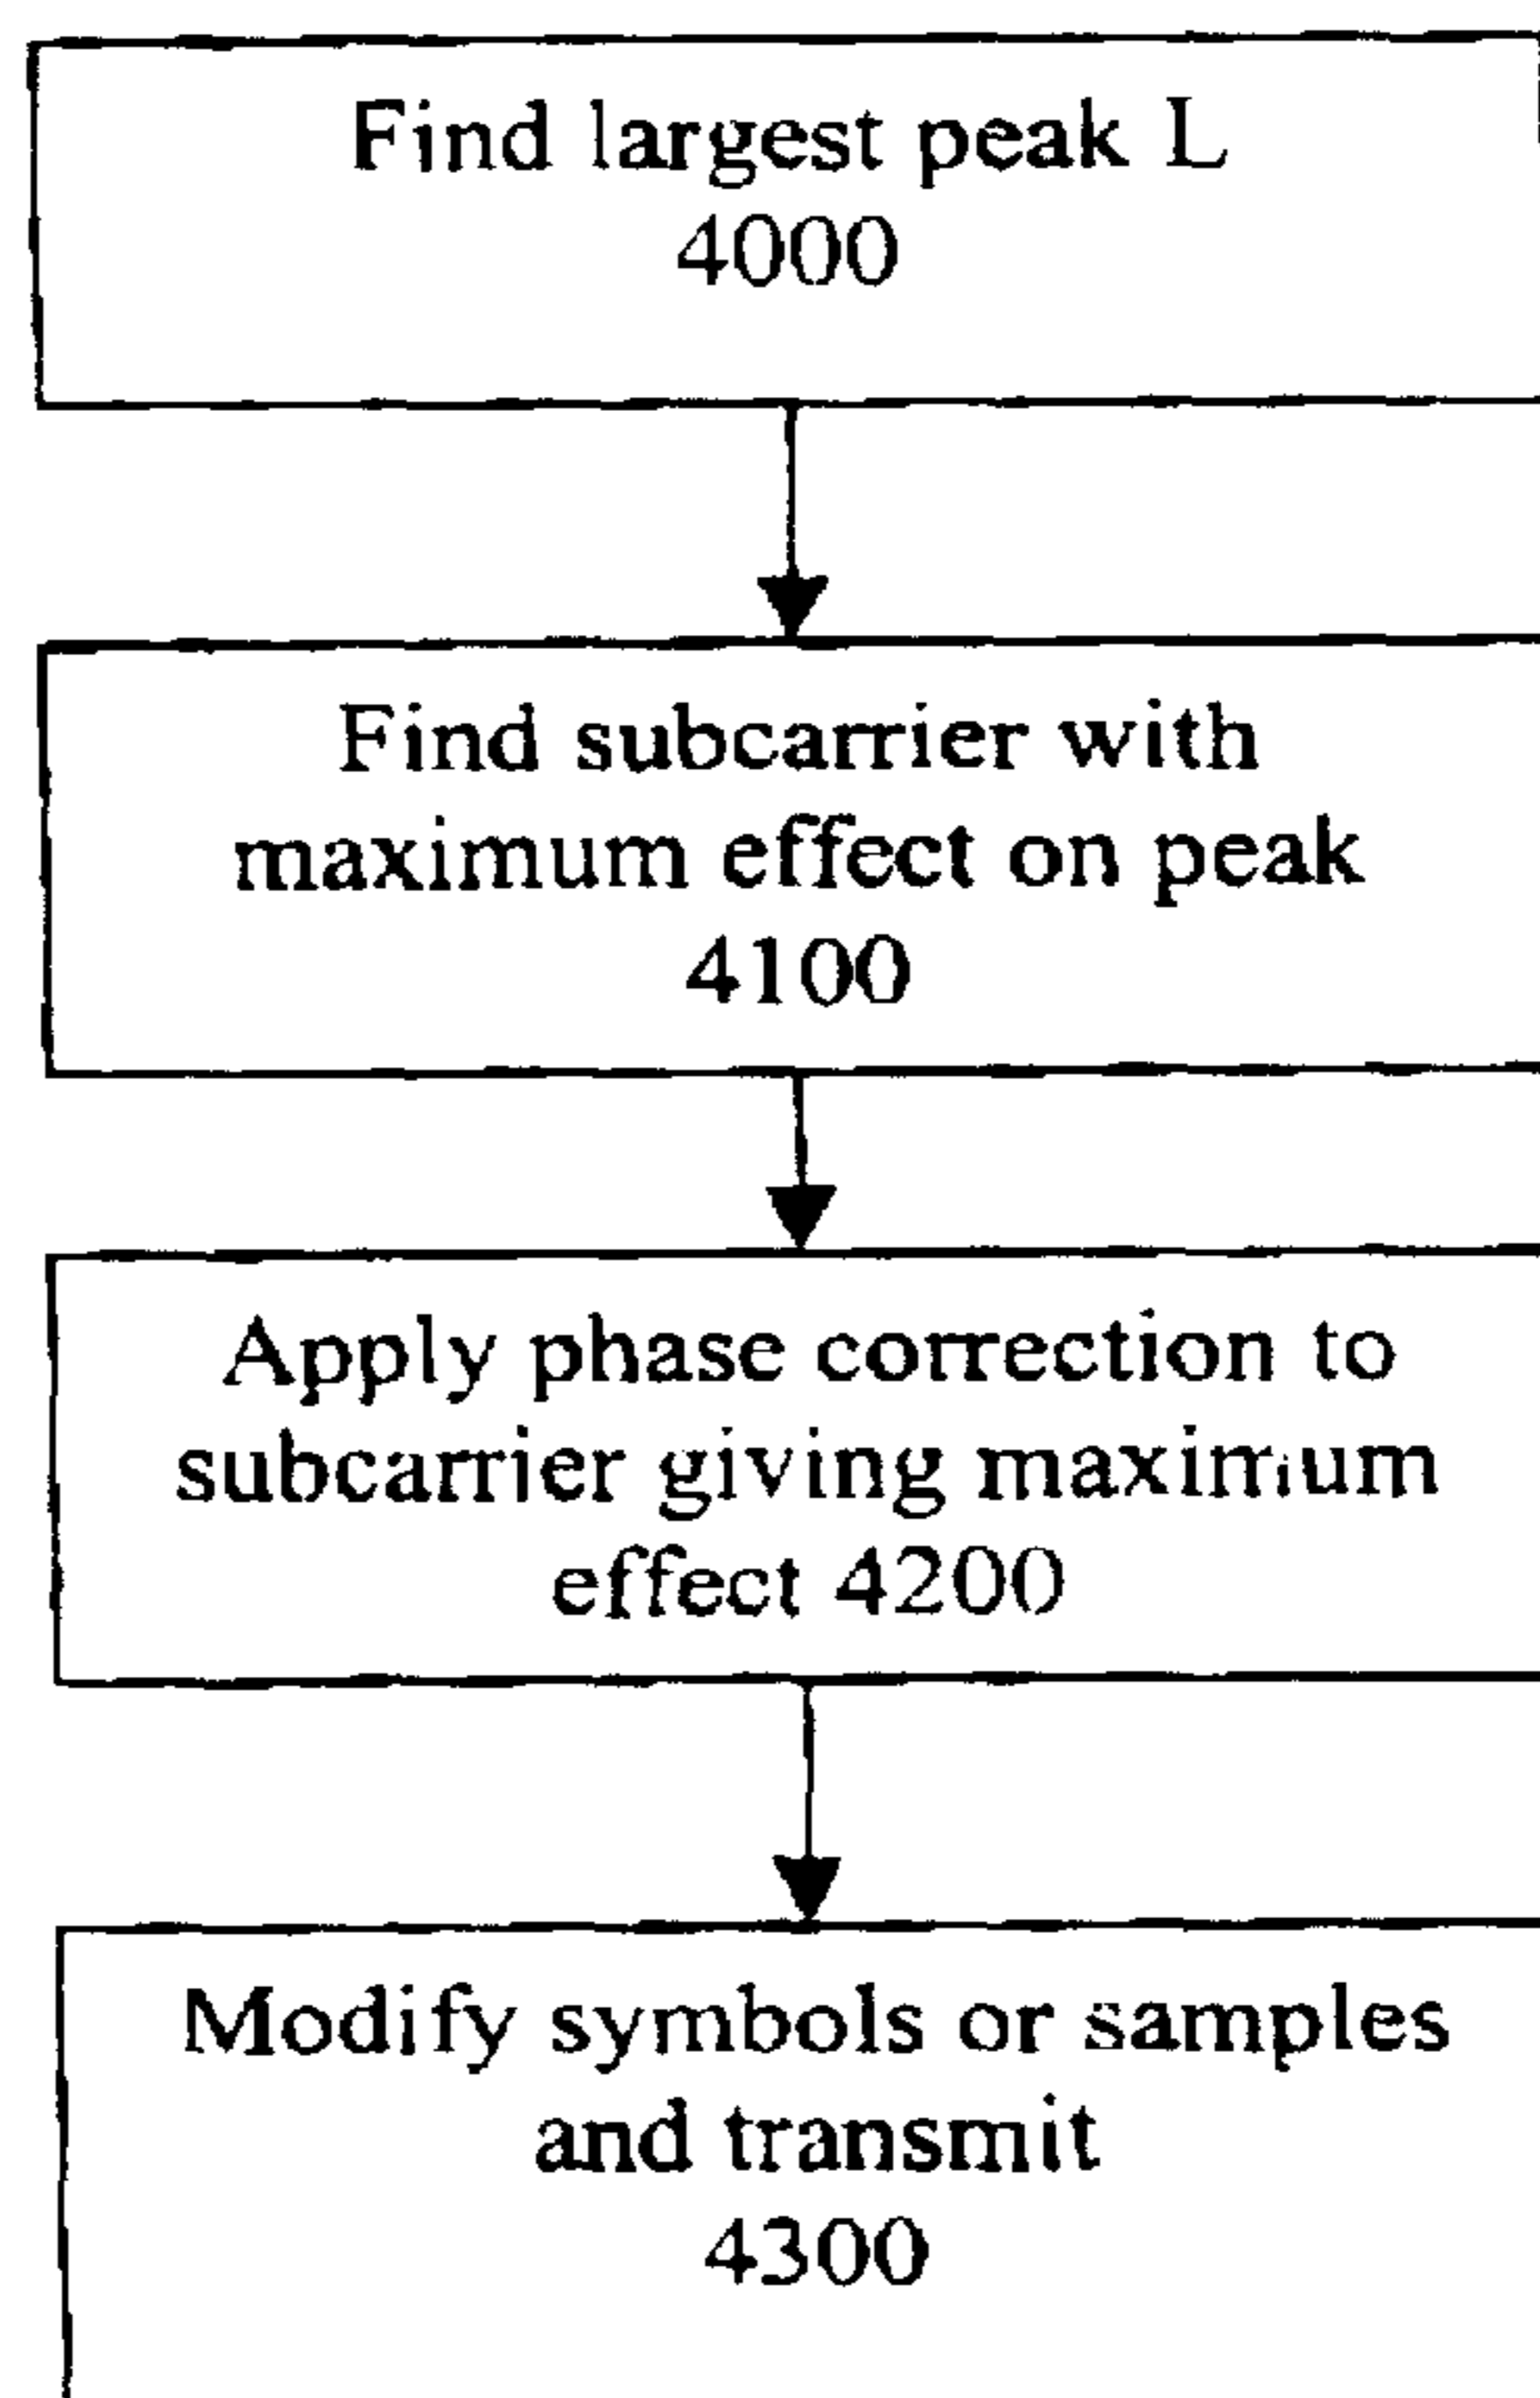 Find largest peak L
4000
Find subcarrier with
maximum effect on peak
4100
Apply phase correction to
subcarrier giving maximum
effect 4200
Modify symbols or samples
and transmit
4300